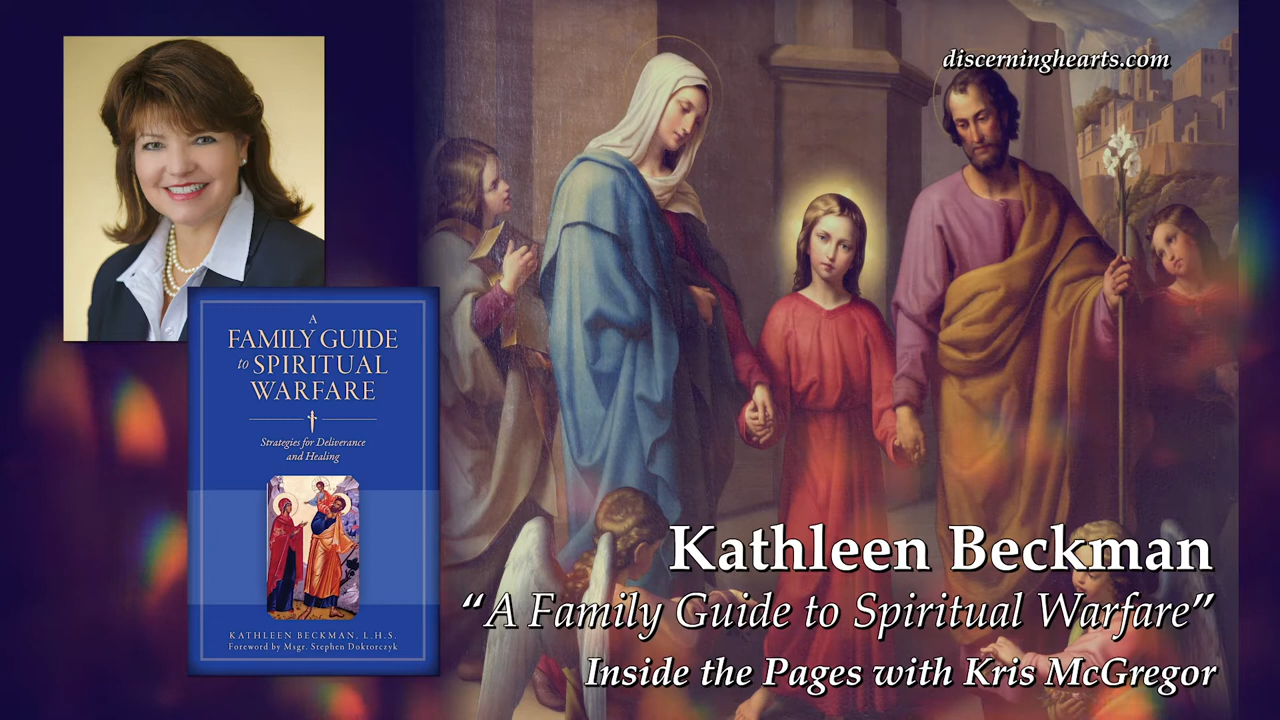 discerninghearts.com
A
FAMILY GUIDE
to SPIRITUAL
WARFARE
Strategies for Deliverance
and Healing
KATHLEEN BECKMAN, L.H.S.
Foreword by Msgr. Stephen Doktorczyk
Kathleen Beckman
“A Family Guide to Spiritual Warfare”
Inside the Pages with Kris McGregor